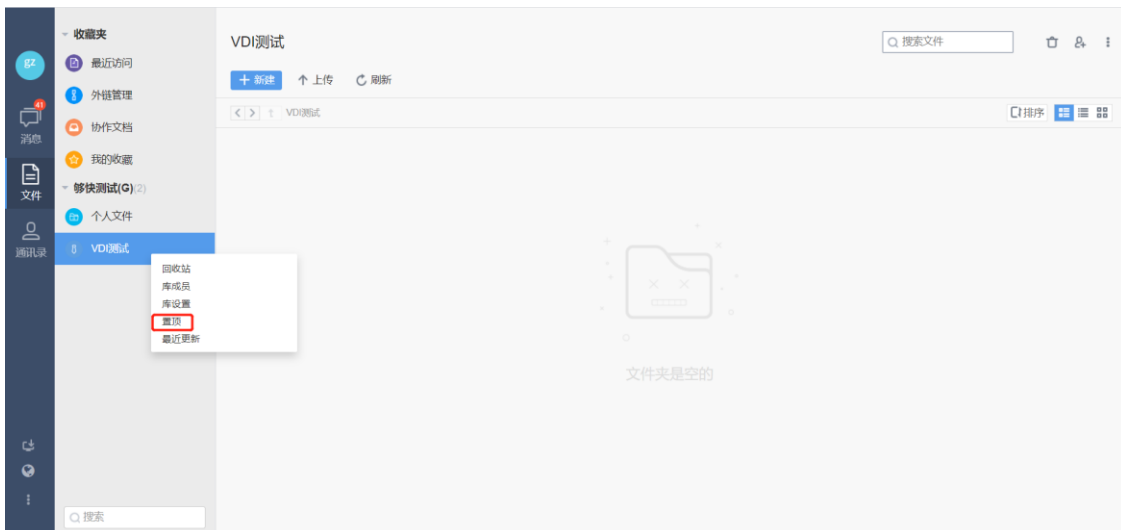 gz
41
消息
文件
通讯录
收藏夹
最近访问
外链管理
协作文档
我的收藏
够快测试(G)(2)
个人文件
VDI测试
回收站
库成员
库设置
置顶
最近更新
搜索
VDI测试
搜索文件
新建
上传
刷新
VDI测试
排序
文件夹是空的